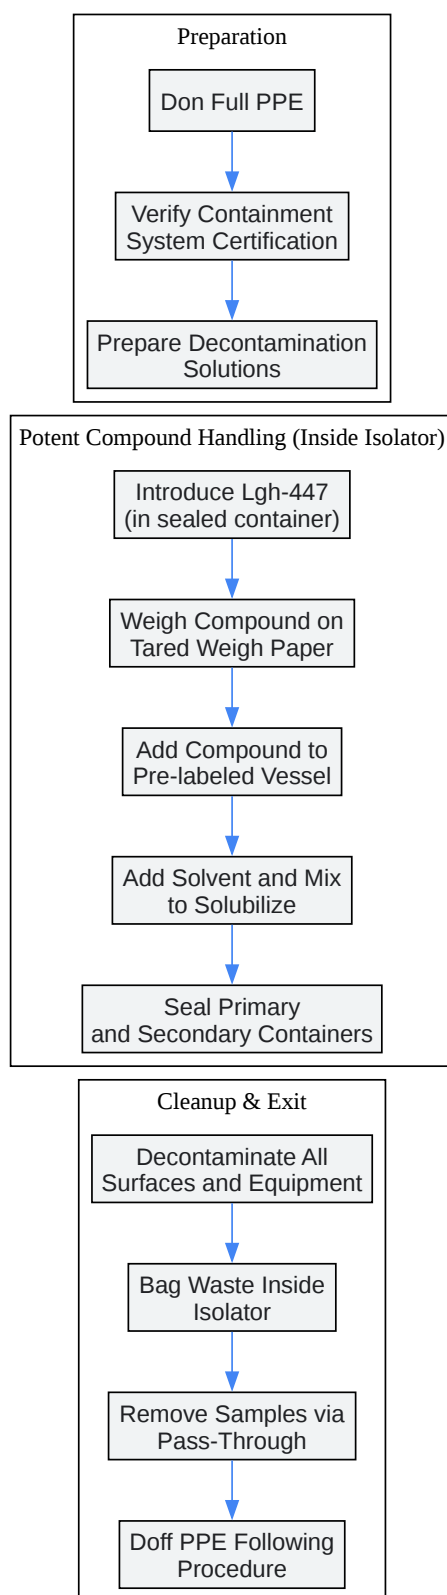 Preparation
Don Full PPE
Verify Containment
System Certification
Prepare Decontamination
Solutions
Potent Compound Handling (Inside Isolator)
Introduce Lgh-447
(in sealed container)
Weigh Compound on
Tared Weigh Paper
Add Compound to
Pre-labeled Vessel
Add Solvent and Mix
to Solubilize
Seal Primary
and Secondary Containers
Cleanup & Exit
Decontaminate All
Surfaces and Equipment
Bag Waste Inside
Isolator
Remove Samples via
Pass-Through
Doff PPE Following
Procedure